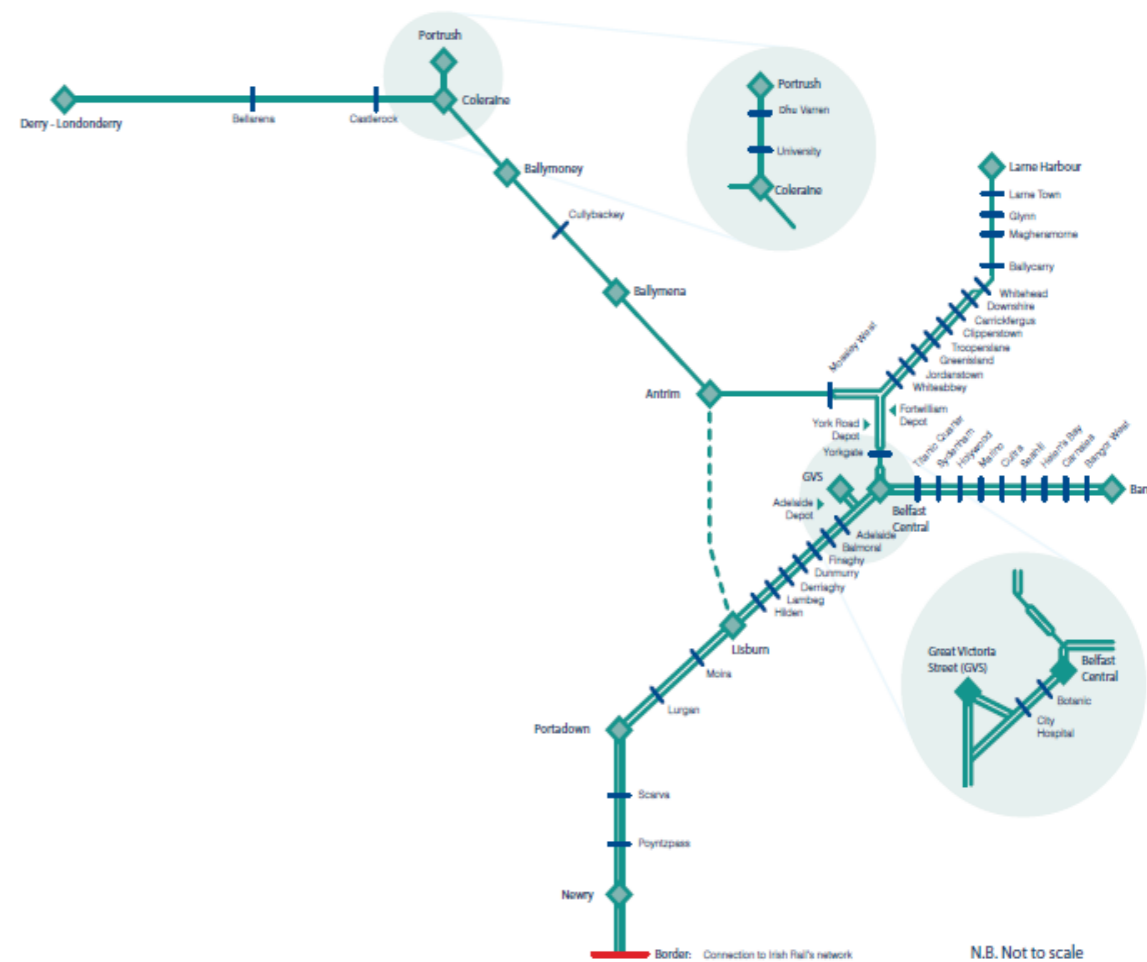 Portrush
Coleraine
Derry - Londonderry
Bellarena
Castlerock
Portrush
Dhu Varren
University
Coleraine
Ballymoney
Cullybackey
Ballymena
Antrim
Mossley West
Larne Harbour
Larne Town
Glynn
Magheramorne
Ballycarry
Whitehead
Downshire
Carrickfergus
Clipperstown
Trooperslane
Greenisland
Jordanstown
Whiteabbey
York Road
Depot
Fortwilliam
Depot
Yorkgate
GVS
Adelaide
Depot
Belfast
Central
Titanic Quarter
Sydenham
Holywood
Marino
Cultra
Seahill
Helen's Bay
Carnalea
Bangor West
Ban
Adelaide
Balmoral
Finaghy
Dunmurry
Derriaghy
Lambeg
Hilden
Lisburn
Moira
Lurgan
Portadown
Scarva
Poyntzpass
Newry
Great Victoria
Street (GVS)
Belfast
Central
Botanic
City
Hospital
Border: Connection to Irish Rail's network
N.B. Not to scale